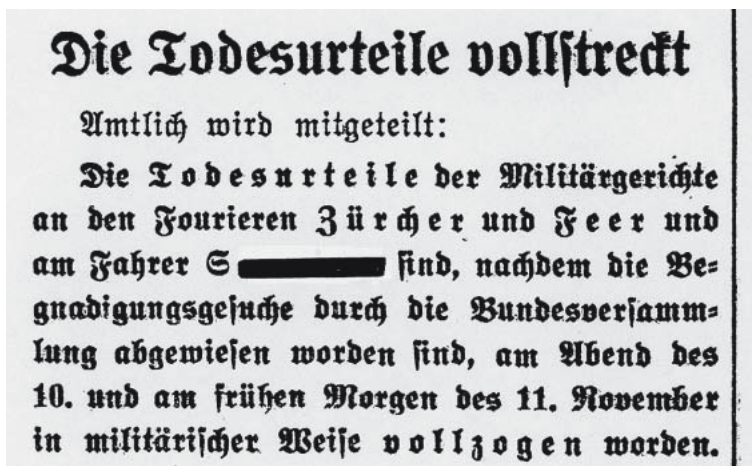 Die Todesurteile vollstreckt
Amtlich wird mitgeteilt:
Die Todesurteile der Militärgerichte
an den Fourieren Zürcher und Feer und
am Fahrer S sind, nachdem die Be=
gnadigungsgesuche durch die Bundesversamm=
lung abgewiesen worden sind, am Abend des
10. und am frühen Morgen des 11. November
in militärischer Weise vollzogen worden.